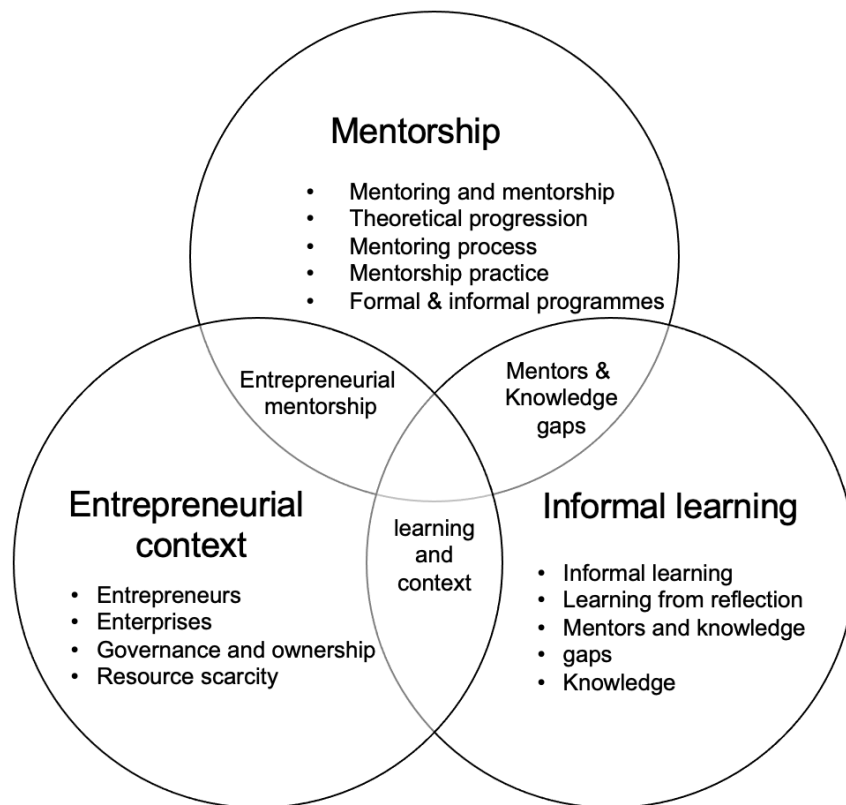 Mentorship
• Mentoring and mentorship
• Theoretical progression
• Mentoring process
• Mentorship practice
• Formal & informal programmes
Entrepreneurial
mentorship
Mentors &
Knowledge
gaps
Entrepreneurial
context
• Entrepreneurs
• Enterprises
• Governance and ownership
• Resource scarcity
learning
and
context
Informal learning
• Informal learning
• Learning from reflection
• Mentors and knowledge
• gaps
• Knowledge